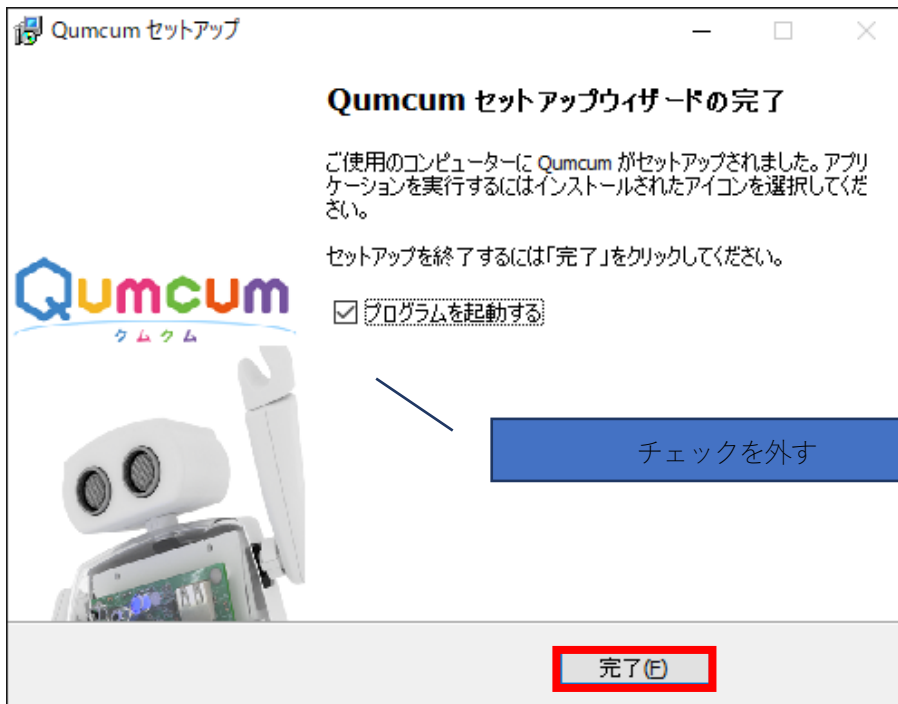 Qumcum セットアップ
Qumcum セットアップウィザードの完了
ご使用のコンピューターに Qumcum がセットアップされました。アプリ
ケーションを実行するにはインストールされたアイコンを選択してくだ
さい。
セットアップを終了するには「完了」をクリックしてください。
Qumcum
クムクム
プログラムを起動する
チェックを外す
完了(F)